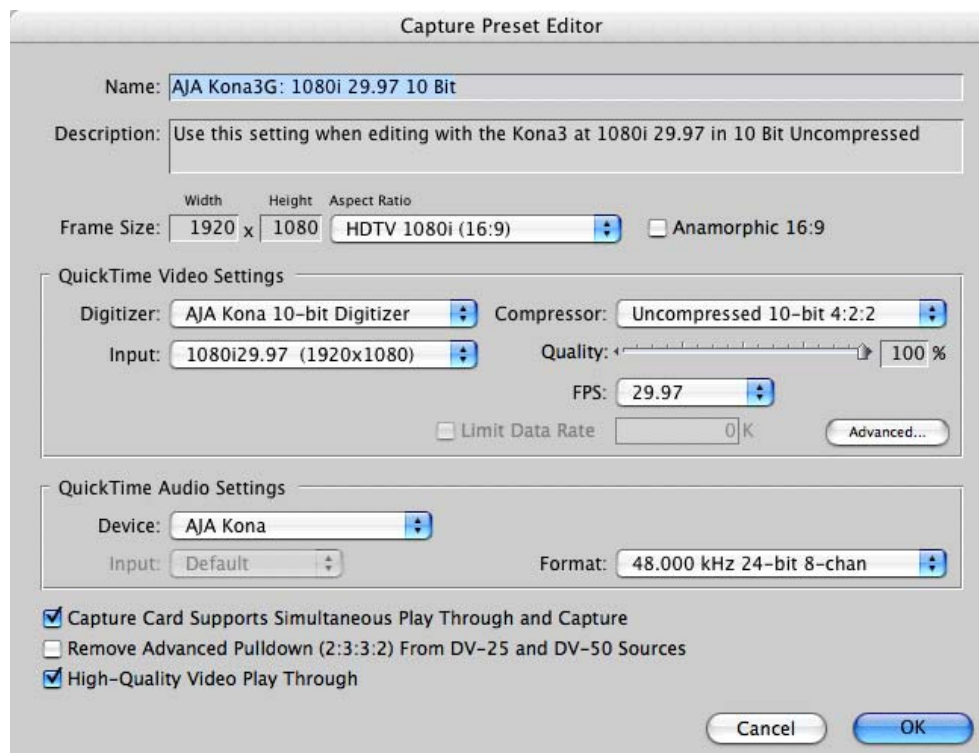 Capture Preset Editor
Name: AJA Kona3G: 1080i 29.97 10 Bit
Description: Use this setting when editing with the Kona3 at 1080i 29.97 in 10 Bit Uncompressed
Width Height Aspect Ratio
Frame Size: 1920 x 1080 HDTV 1080i (16:9) Anamorphic 16:9
QuickTime Video Settings
Digitizer: AJA Kona 10-bit Digitizer Compressor: Uncompressed 10-bit 4:2:2
Input: 1080i29.97 (1920x1080) Quality: 100 %
FPS: 29.97
Limit Data Rate 0 K Advanced...
QuickTime Audio Settings
Device: AJA Kona
Input: Default Format: 48.000 kHz 24-bit 8-chan
Capture Card Supports Simultaneous Play Through and Capture
Remove Advanced Pulldown (2:3:3:2) From DV-25 and DV-50 Sources
High-Quality Video Play Through
Cancel OK